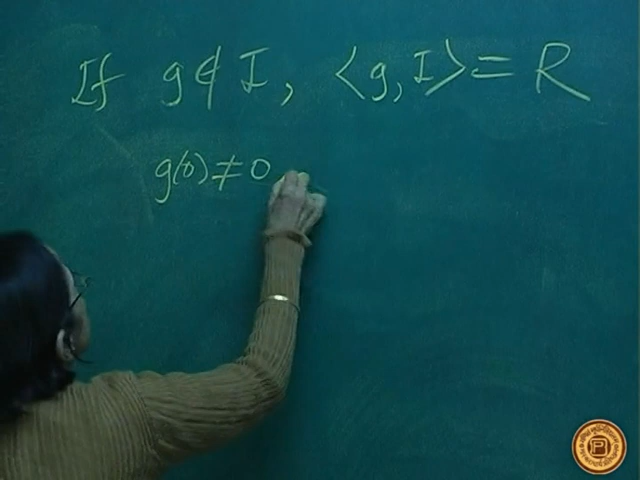 If g ∉ I, <g, I> = R
g(0) ≠ 0